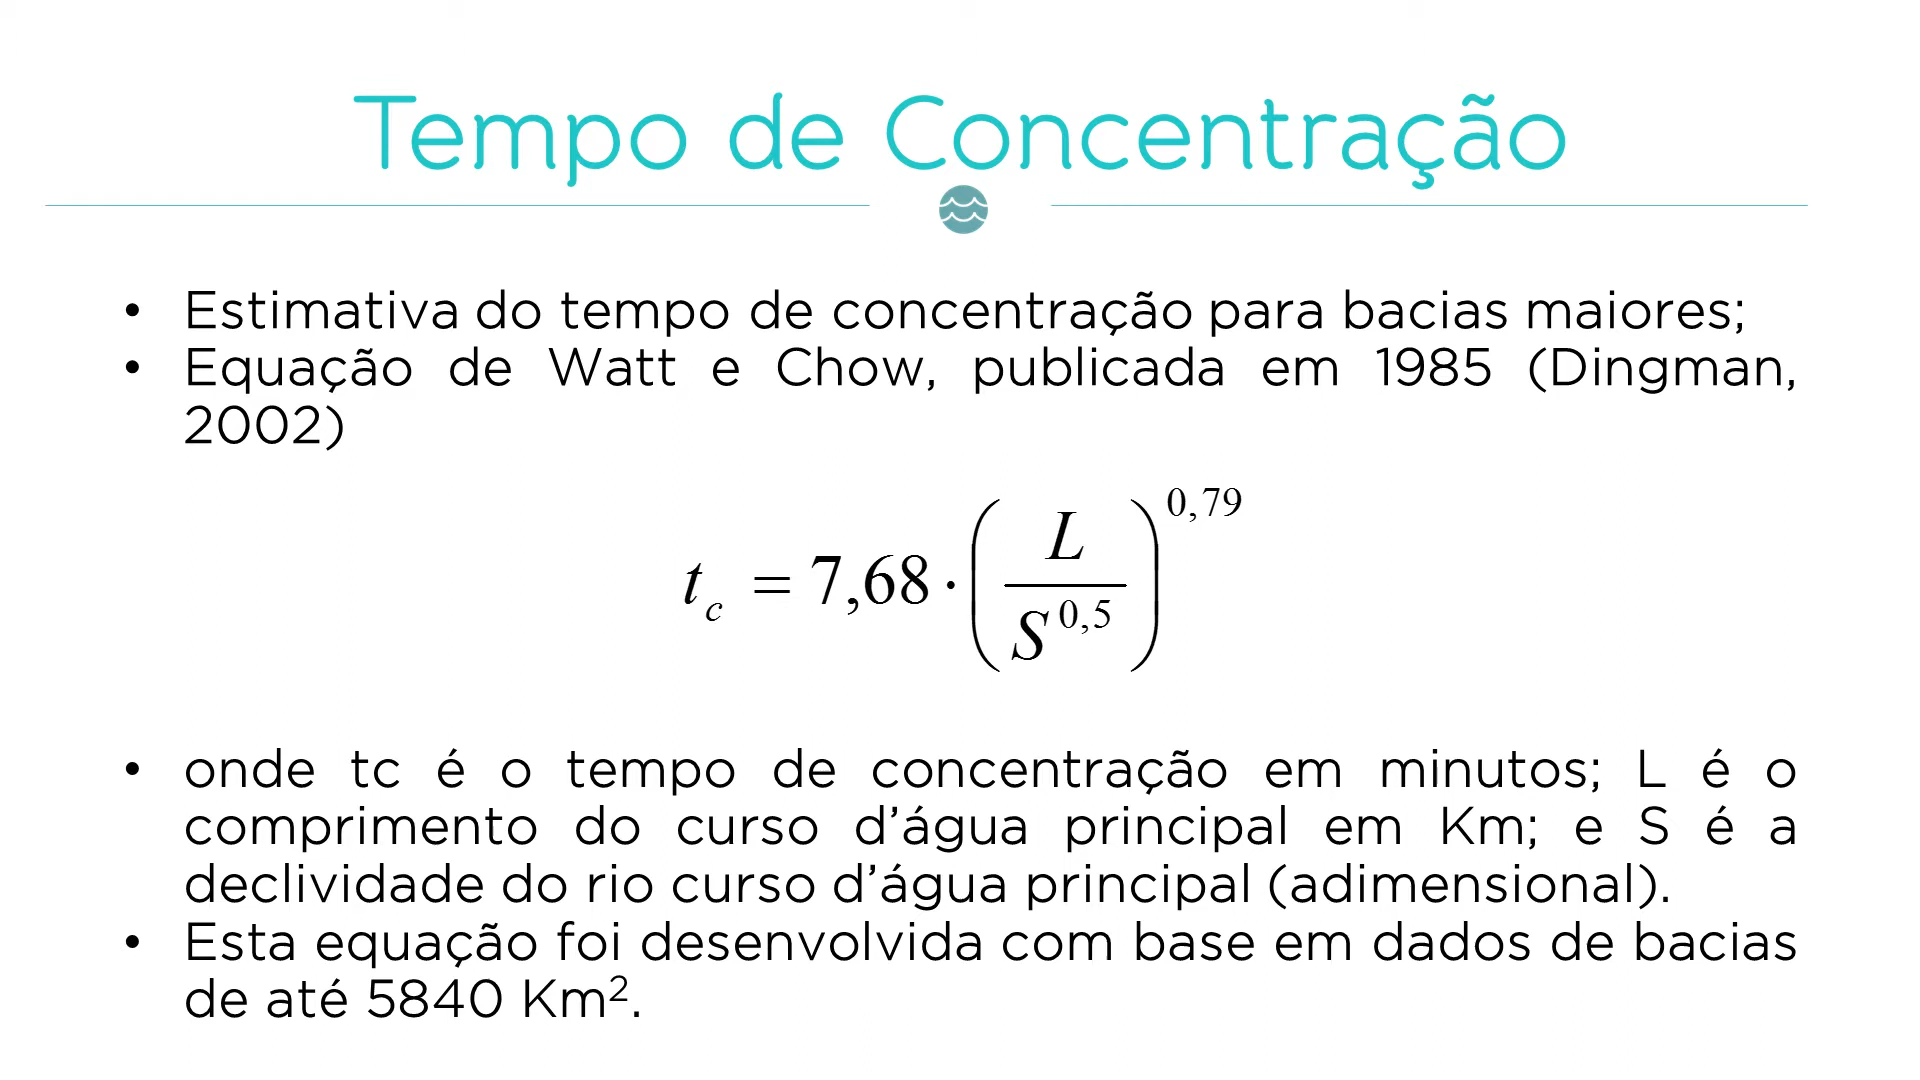 Tempo de Concentração
• Estimativa do tempo de concentração para bacias maiores;
• Equação de Watt e Chow, publicada em 1985 (Dingman,
2002)
t_c = 7,68 · (L / S^0,5)^0,79
• onde tc é o tempo de concentração em minutos; L é o
comprimento do curso d’água principal em Km; e S é a
declividade do rio curso d’água principal (adimensional).
• Esta equação foi desenvolvida com base em dados de bacias
de até 5840 Km².